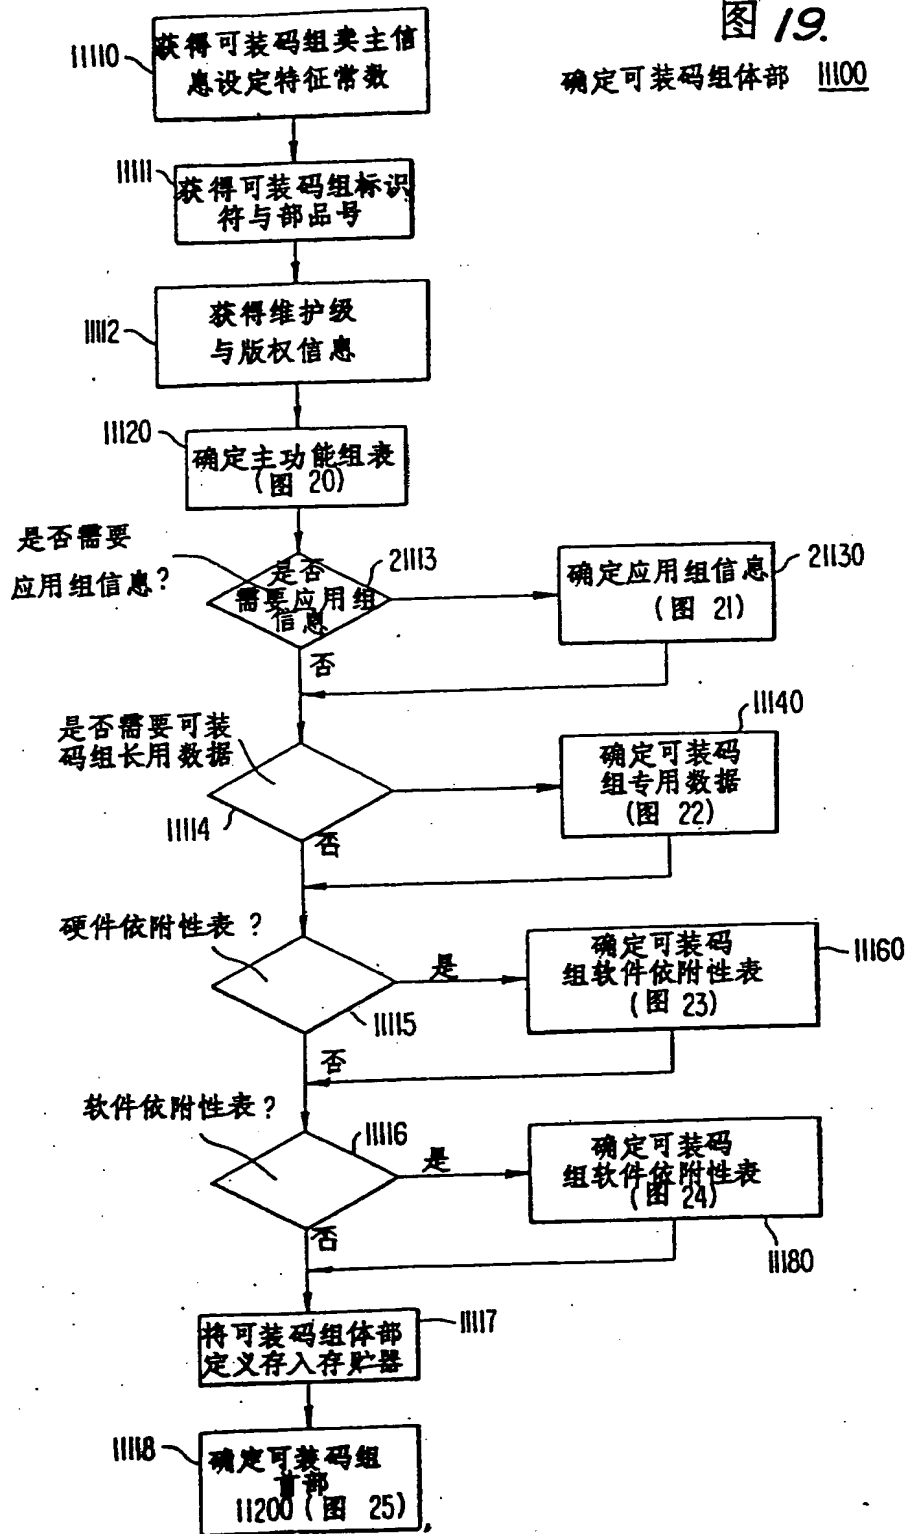 图 19.
确定可装码组体部 11100
11110
获得可装码组卖主信
息设定特征常数
11111
获得可装码组标识
符与部品号
11112
获得维护级
与版权信息
11120
确定主功能组表
(图 20)
是否需要
应用组信息?
21113
是否
需要应用组
信息
21130
确定应用组信息
(图 21)
否
是否需要可装
码组长用数据
11114
11140
确定可装码
组专用数据
(图 22)
否
硬件依附性表?
11115
是
11160
确定可装码
组软件依附性表
(图 23)
否
软件依附性表?
11116
是
确定可装码
组软件依附性表
(图 24)
11180
否
11117
将可装码组体部
定义存入存贮器
11118
确定可装码组
首部
11200 (图 25)